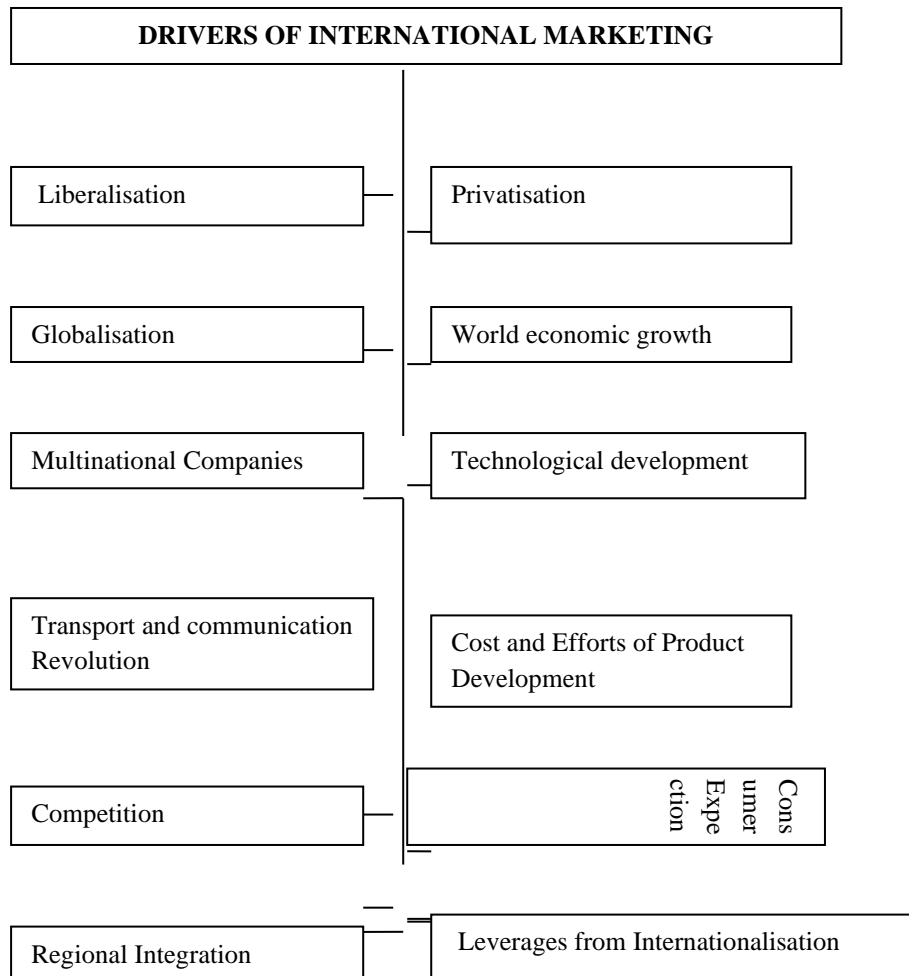 DRIVERS OF INTERNATIONAL MARKETING
Liberalisation
Privatisation
Globalisation
World economic growth
Multinational Companies
Technological development
Transport and communication
Revolution
Cost and Efforts of Product
Development
Competition
Cons
umer
Expe
ction
Regional Integration
Leverages from Internationalisation